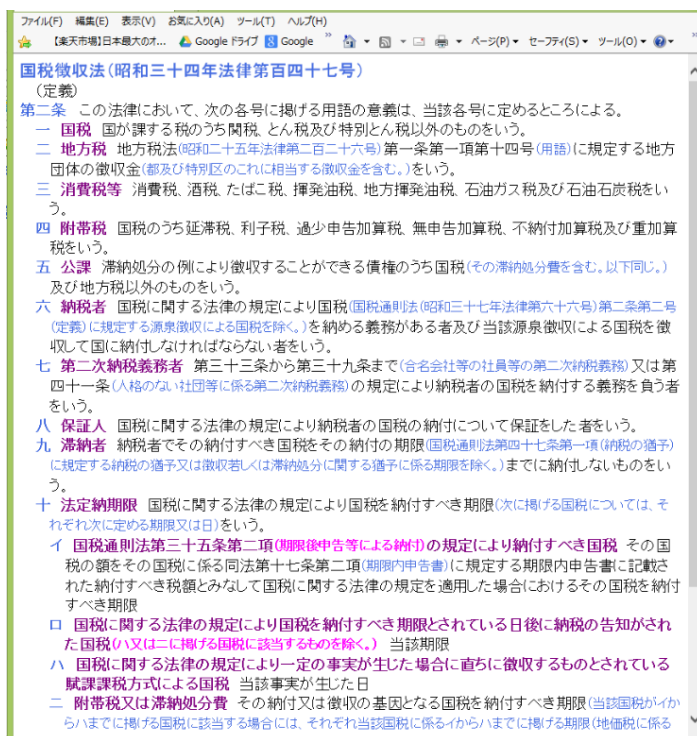 ファイル(F) 編集(E) 表示(V) お気に入り(A) ツール(T) ヘルプ(H)
【楽天市場】日本最大のオ... Google ドライブ Google » ページ(P) セーフティ(S) ツール(O) »
国税徴収法(昭和三十四年法律第百四十七号)
(定義)
第二条 この法律において、次の各号に掲げる用語の意義は、当該各号に定めるところによる。
一 国税 国が課する税のうち関税、とん税及び特別とん税以外のものをいう。
二 地方税 地方税法(昭和二十五年法律第二百二十六号)第一条第一項第十四号(用語)に規定する地方
団体の徴収金(都及び特別区のこれに相当する徴収金を含む。)をいう。
三 消費税等 消費税、酒税、たばこ税、揮発油税、地方揮発油税、石油ガス税及び石油石炭税をい
う。
四 附帯税 国税のうち延滞税、利子税、過少申告加算税、無申告加算税、不納付加算税及び重加算
税をいう。
五 公課 滞納処分の例により徴収することができる債権のうち国税(その滞納処分費を含む。以下同じ。)
及び地方税以外のものをいう。
六 納税者 国税に関する法律の規定により国税(国税通則法(昭和三十七年法律第六十六号)第二条第二号
(定義)に規定する源泉徴収による国税を除く。)を納める義務がある者及び当該源泉徴収による国税を徴
収して国に納付しなければならない者をいう。
七 第二次納税義務者 第三十三条から第三十九条まで(合名会社等の社員等の第二次納税義務)又は第
四十一条(人格のない社団等に係る第二次納税義務)の規定により納税者の国税を納付する義務を負う者
をいう。
八 保証人 国税に関する法律の規定により納税者の国税の納付について保証をした者をいう。
九 滞納者 納税者でその納付すべき国税をその納付の期限(国税通則法第四十七条第一項(納税の猶予)
に規定する納税の猶予又は徴収若しくは滞納処分に関する猶予に係る期限を除く。)までに納付しないものをい
う。
十 法定納期限 国税に関する法律の規定により国税を納付すべき期限(次に掲げる国税については、そ
れぞれ次に定める期限又は日)をいう。
イ 国税通則法第三十五条第二項(期限後申告等による納付)の規定により納付すべき国税 その国
税の額をその国税に係る同法第十七条第二項(期限内申告書)に規定する期限内申告書に記載さ
れた納付すべき税額とみなして国税に関する法律の規定を適用した場合におけるその国税を納付
すべき期限
ロ 国税に関する法律の規定により国税を納付すべき期限とされている日後に納税の告知がされ
た国税(ハ又はニに掲げる国税に該当するものを除く。) 当該期限
ハ 国税に関する法律の規定により一定の事実が生じた場合に直ちに徴収するものとされている
賦課課税方式による国税 当該事実が生じた日
ニ 附帯税又は滞納処分費 その納付又は徴収の基因となる国税を納付すべき期限(当該国税がイか
らハまでに掲げる国税に該当する場合には、それぞれ当該国税に係るイからハまでに掲げる期限(地価税に係る